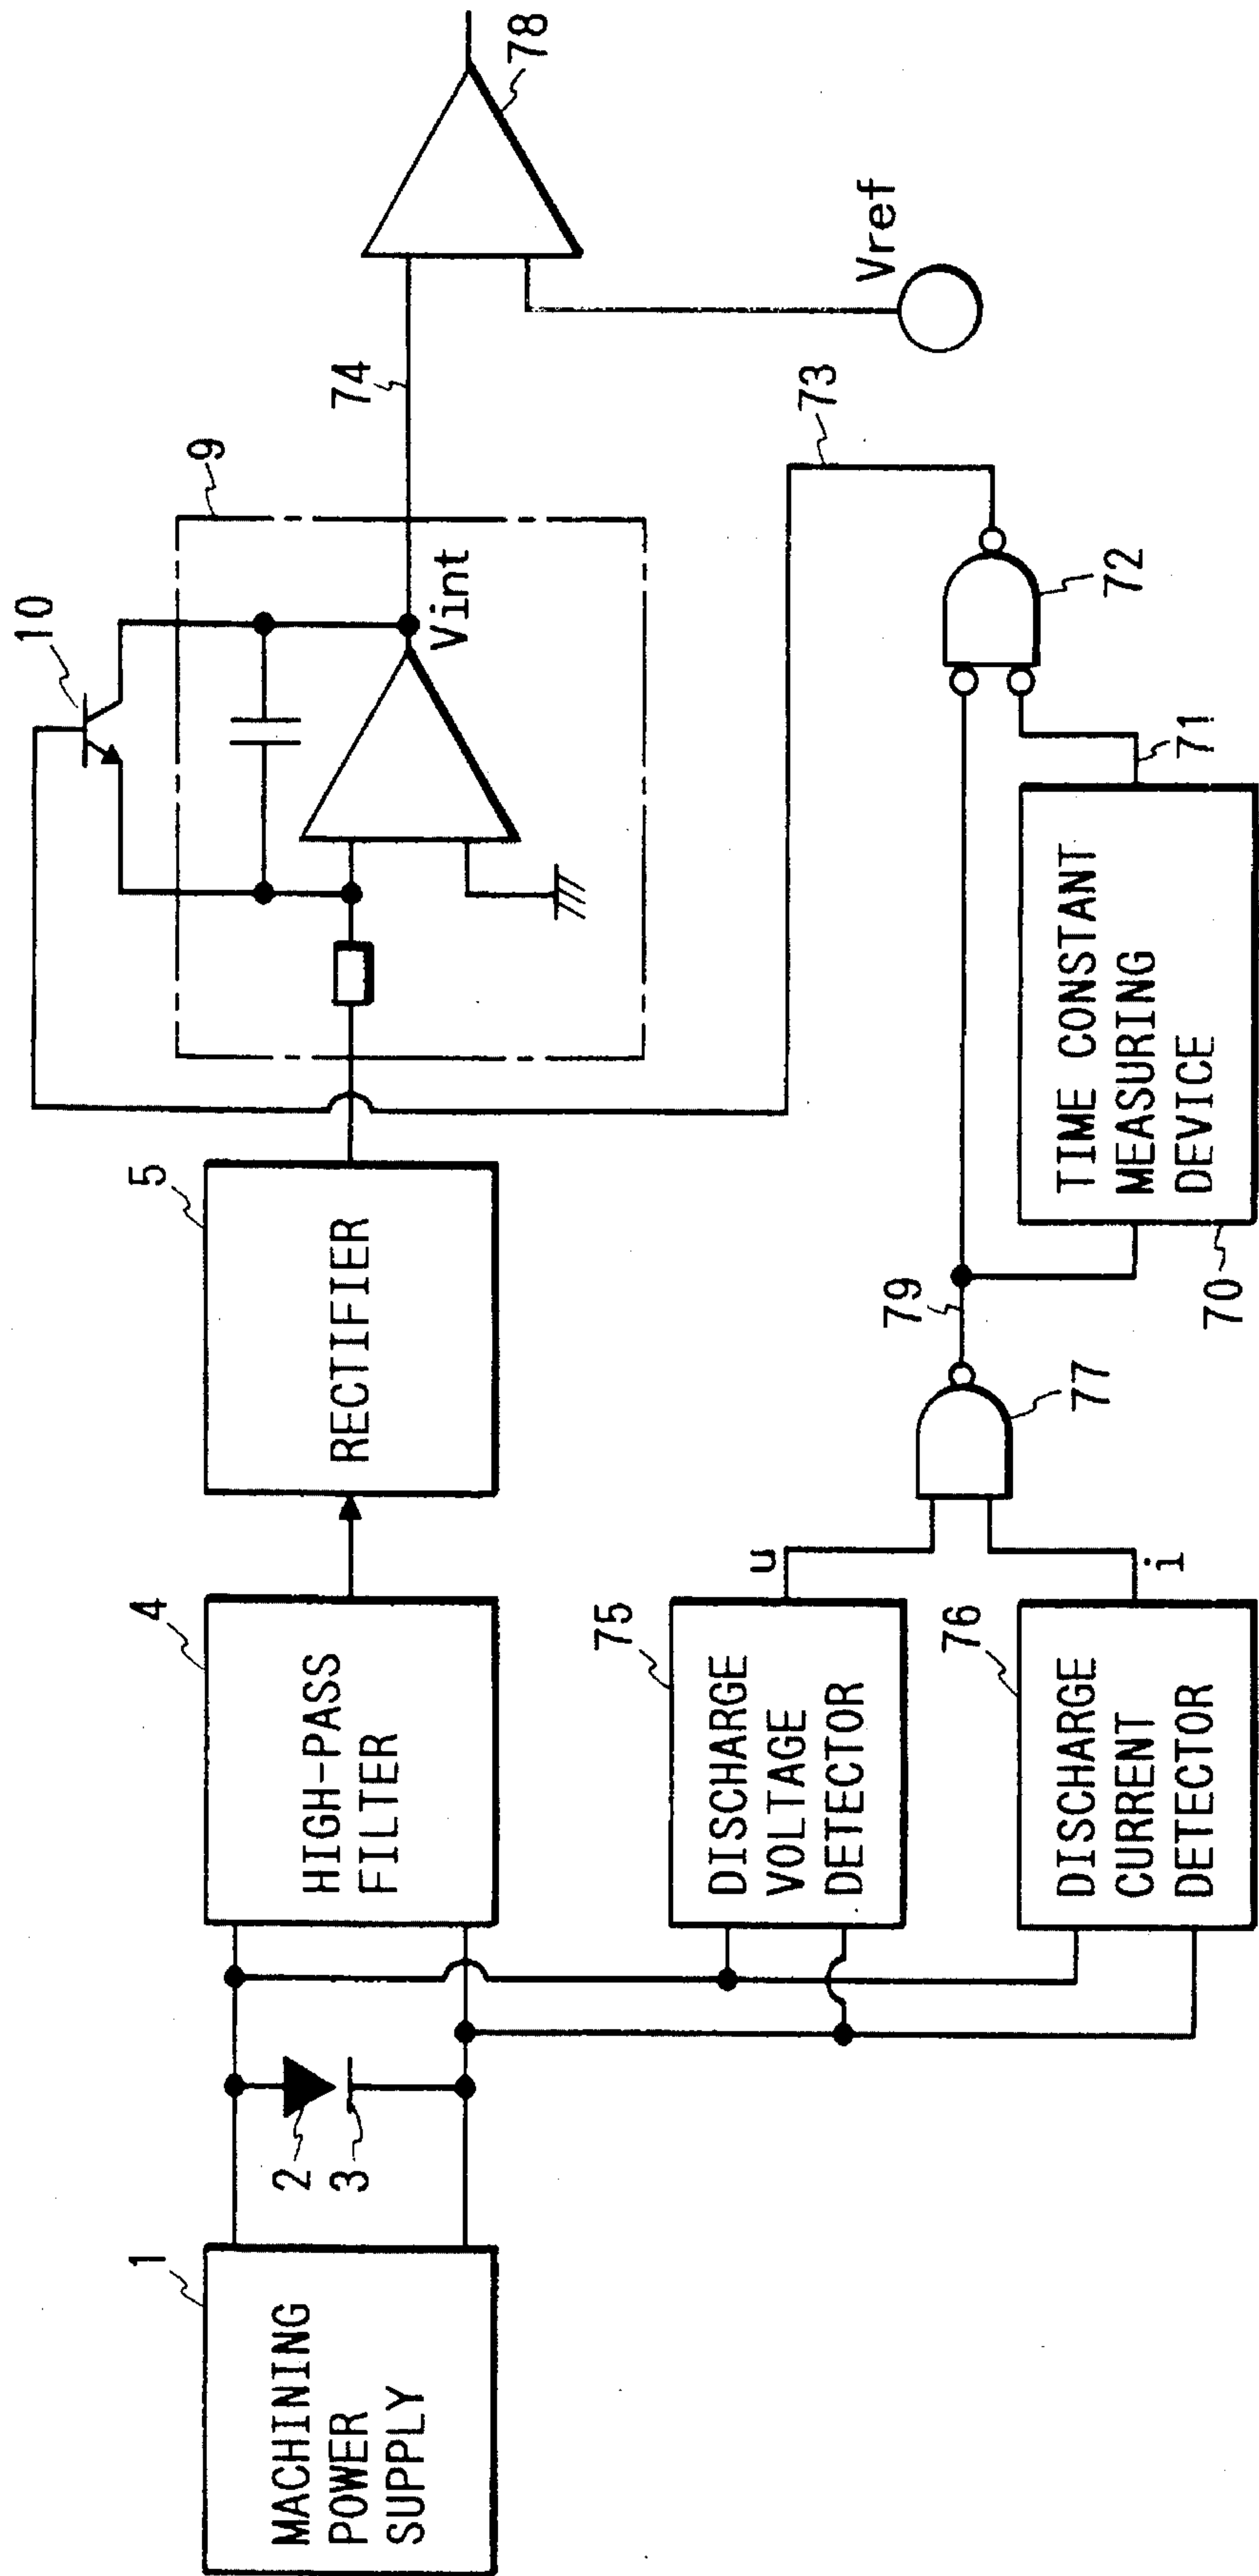 1
MACHINING
POWER
SUPPLY
2
3
4
HIGH-PASS
FILTER
5
RECTIFIER
10
9
Vint
74
78
Vref
75
DISCHARGE
VOLTAGE
DETECTOR
u
76
DISCHARGE
CURRENT
DETECTOR
i
77
79
70
TIME CONSTANT
MEASURING
DEVICE
71
72
73